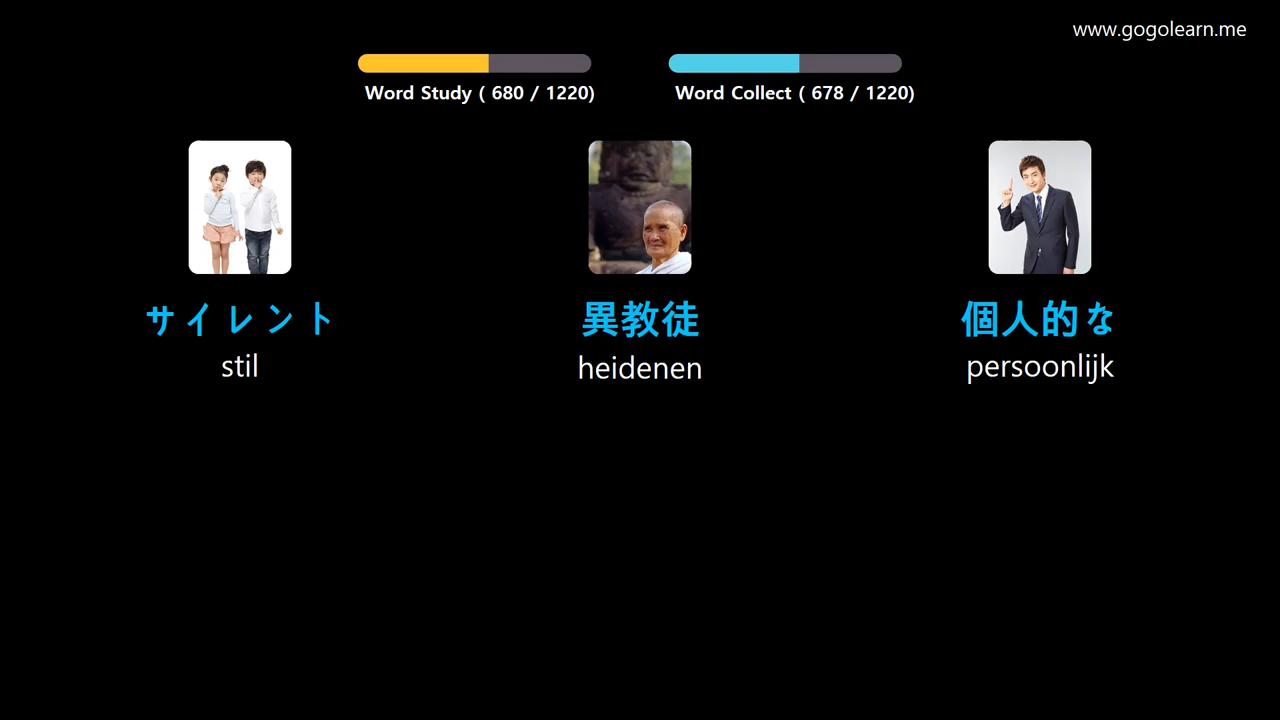 www.gogolearn.me
Word Study ( 680 / 1220)
Word Collect ( 678 / 1220)
サイレント
stil
異教徒
heidenen
個人的な
persoonlijk